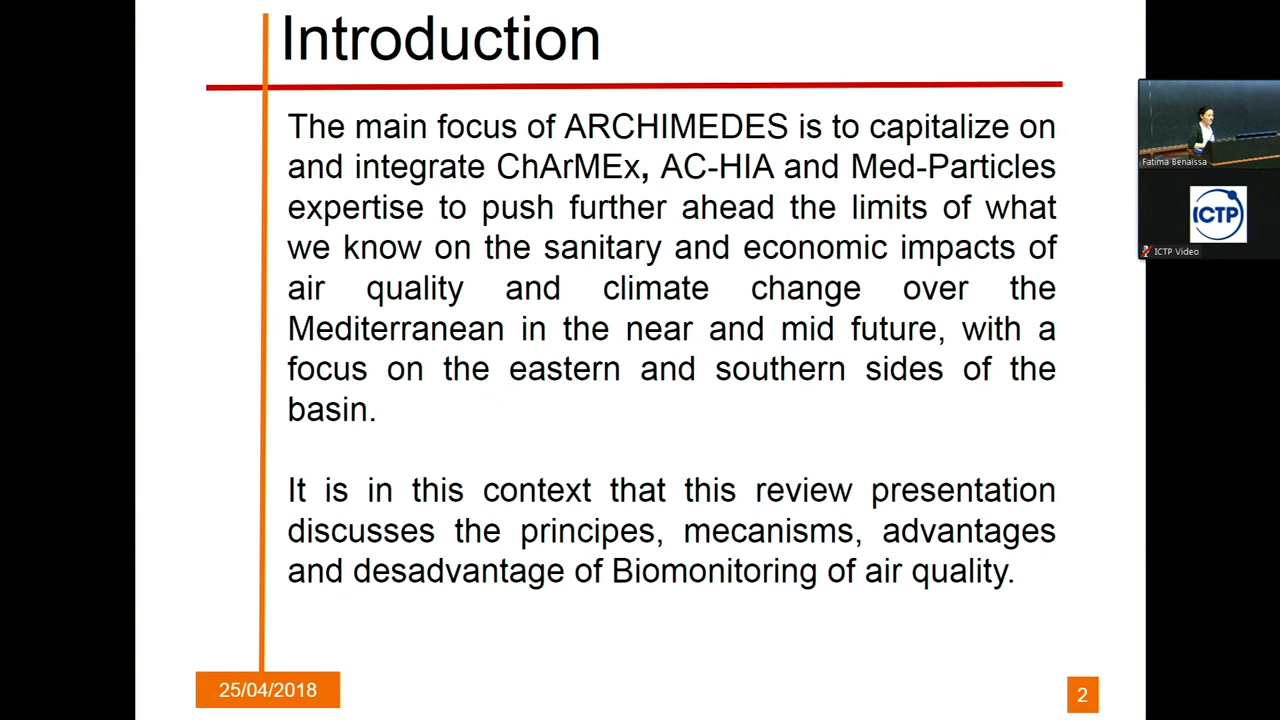 Introduction
The main focus of ARCHIMEDES is to capitalize on
and integrate ChArMEx, AC-HIA and Med-Particles
expertise to push further ahead the limits of what
we know on the sanitary and economic impacts of
air quality and climate change over the
Mediterranean in the near and mid future, with a
focus on the eastern and southern sides of the
basin.
It is in this context that this review presentation
discusses the principes, mecanisms, advantages
and desadvantage of Biomonitoring of air quality.
25/04/2018
2
Fatima Benaissa
ICTP
ICTP Video